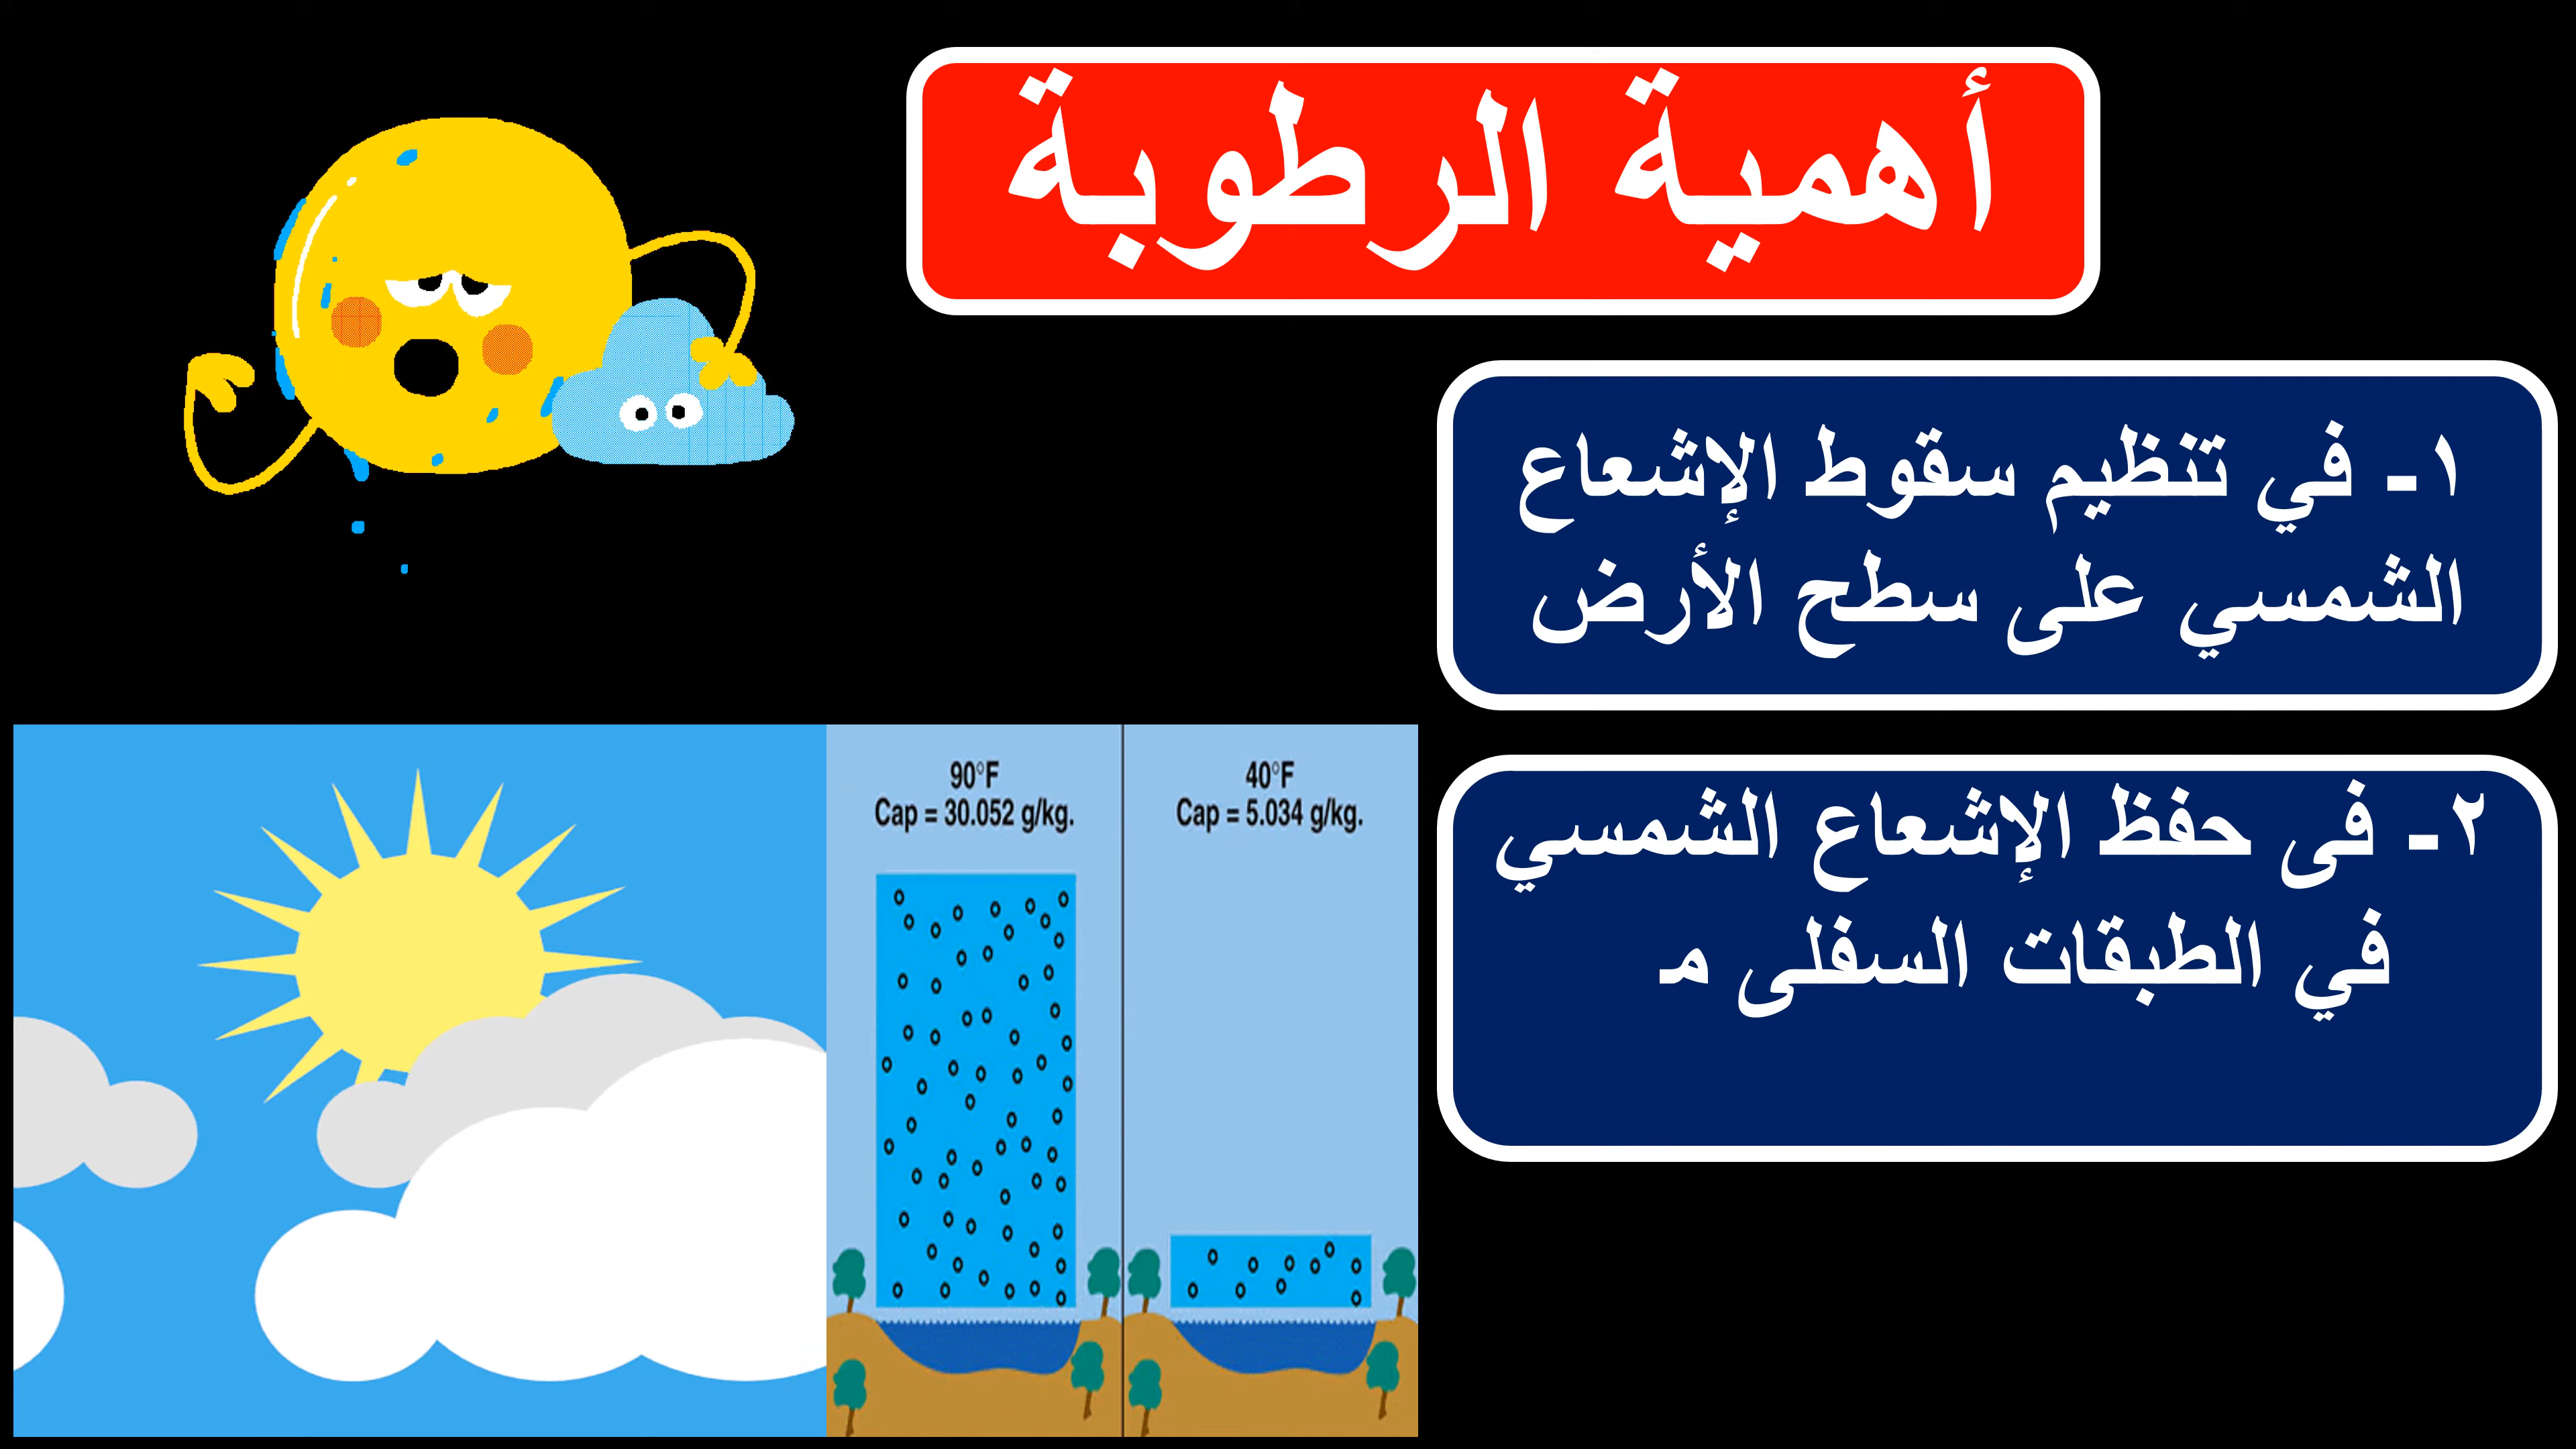 أهمية الرطوبة
١- في تنظيم سقوط الإشعاع
الشمسي على سطح الأرض
٢- فى حفظ الإشعاع الشمسي
في الطبقات السفلى مـ
90°F
Cap = 30.052 g/kg.
40°F
Cap = 5.034 g/kg.